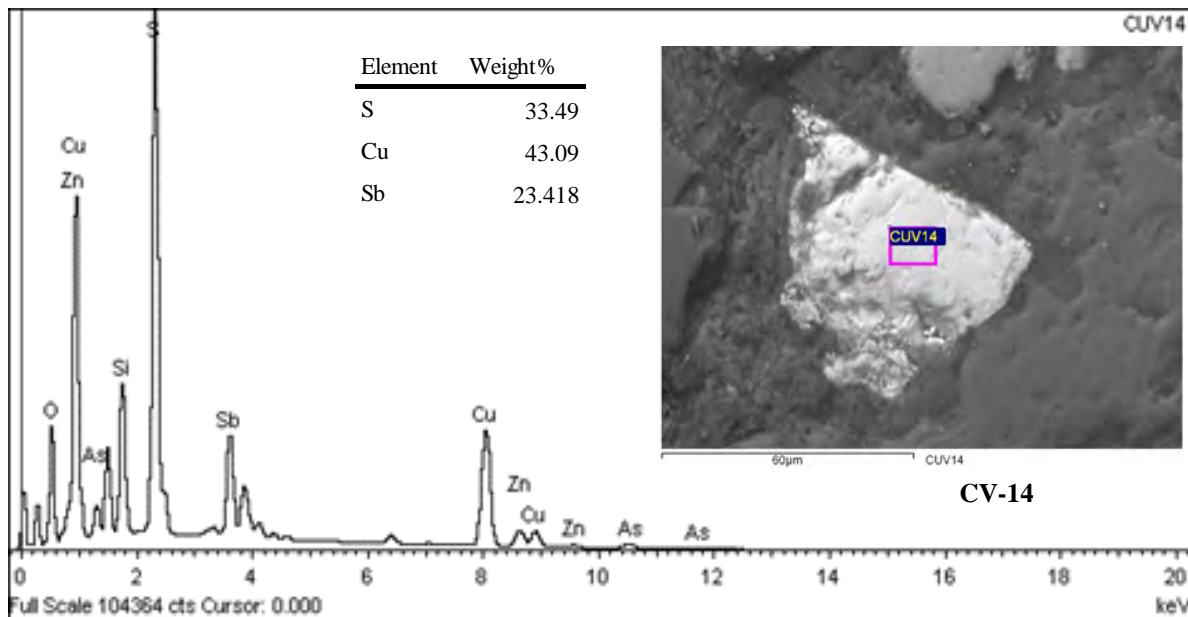 CUV14
S
Element Weight%
S 33.49
Cu 43.09
Sb 23.418
Cu
Zn
Si
O
As
Sb
Cu
Zn
Cu
Zn
As
As
CUV14
60μm CUV14
CV-14
0 2 4 6 8 10 12 14 16 18 20
Full Scale 104364 cts Cursor: 0.000 keV